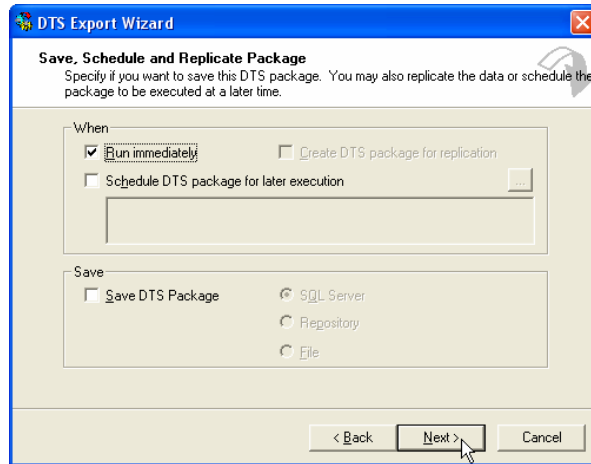 DTS Export Wizard
Save, Schedule and Replicate Package
Specify if you want to save this DTS package. You may also replicate the data or schedule the
package to be executed at a later time.
When
Run immediately
Create DTS package for replication
Schedule DTS package for later execution
...
Save
Save DTS Package
SQL Server
Repository
File
< Back
Next >
Cancel